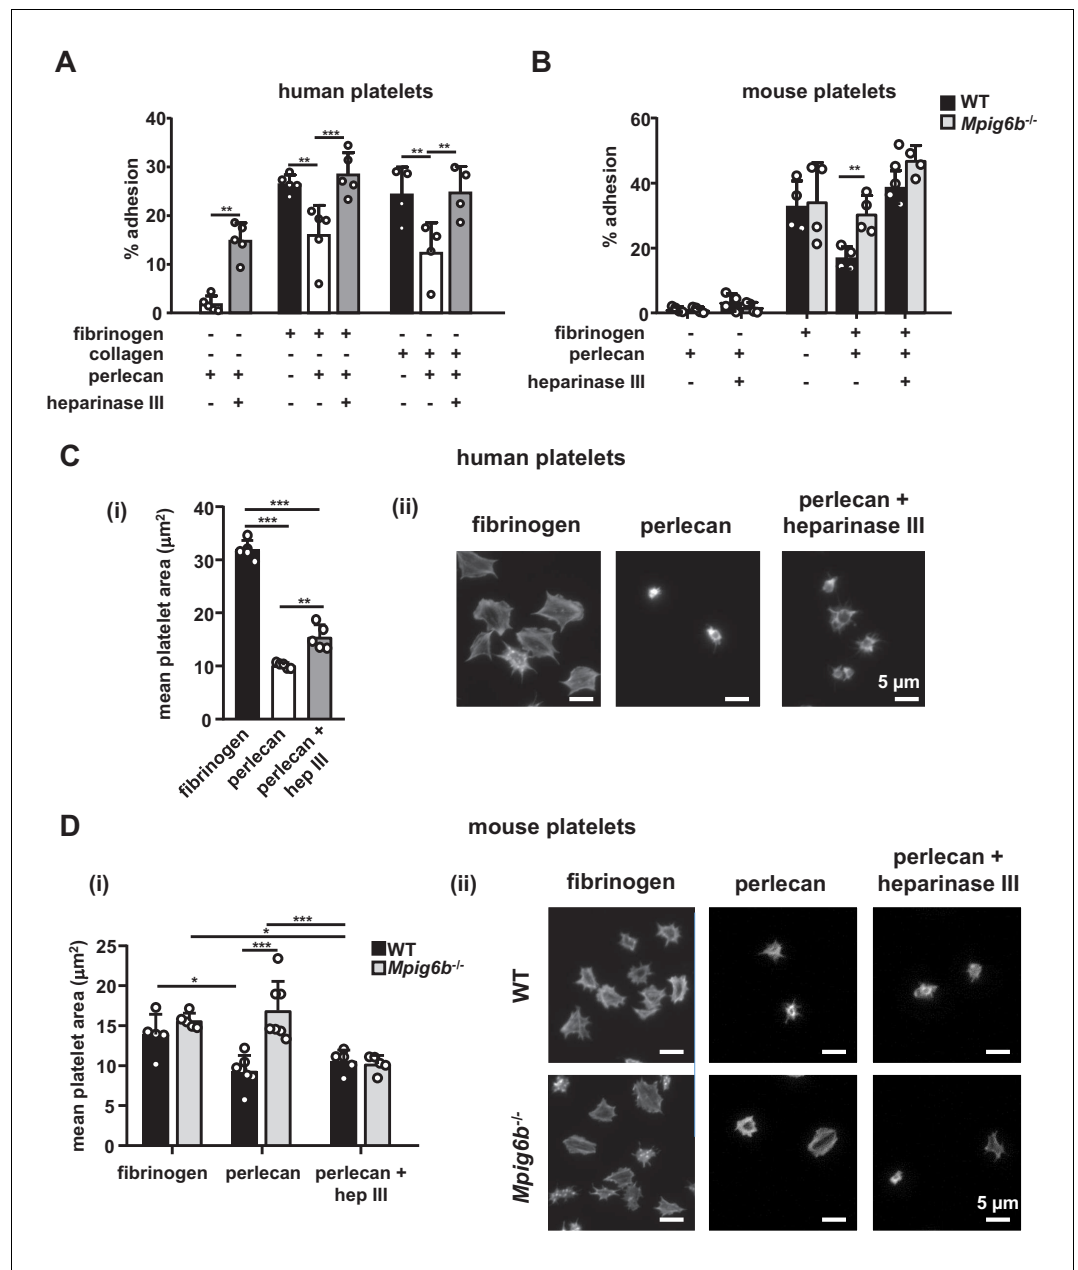 A
human platelets
% adhesion
40
30
20
10
0
** ** *** ** **
fibrinogen - - + + + - - -
collagen - - - - - + + +
perlecan + + - + + - + +
heparinase III - + - - + - - +
B
mouse platelets
WT
Mpig6b-/-
% adhesion
60
40
20
0
**
fibrinogen - - + + +
perlecan + + - + +
heparinase III - + - - +
C
human platelets
(i)
mean platelet area (µm2)
40
30
20
10
0
***
***
**
fibrinogen
perlecan
perlecan +
hep III
(ii)
fibrinogen
perlecan
perlecan +
heparinase III
5 µm
D
mouse platelets
(i)
mean platelet area (µm2)
25
20
15
10
5
0
***
*
***
*
WT
Mpig6b-/-
fibrinogen
perlecan
perlecan +
hep III
(ii)
fibrinogen
perlecan
perlecan +
heparinase III
WT
Mpig6b-/-
5 µm